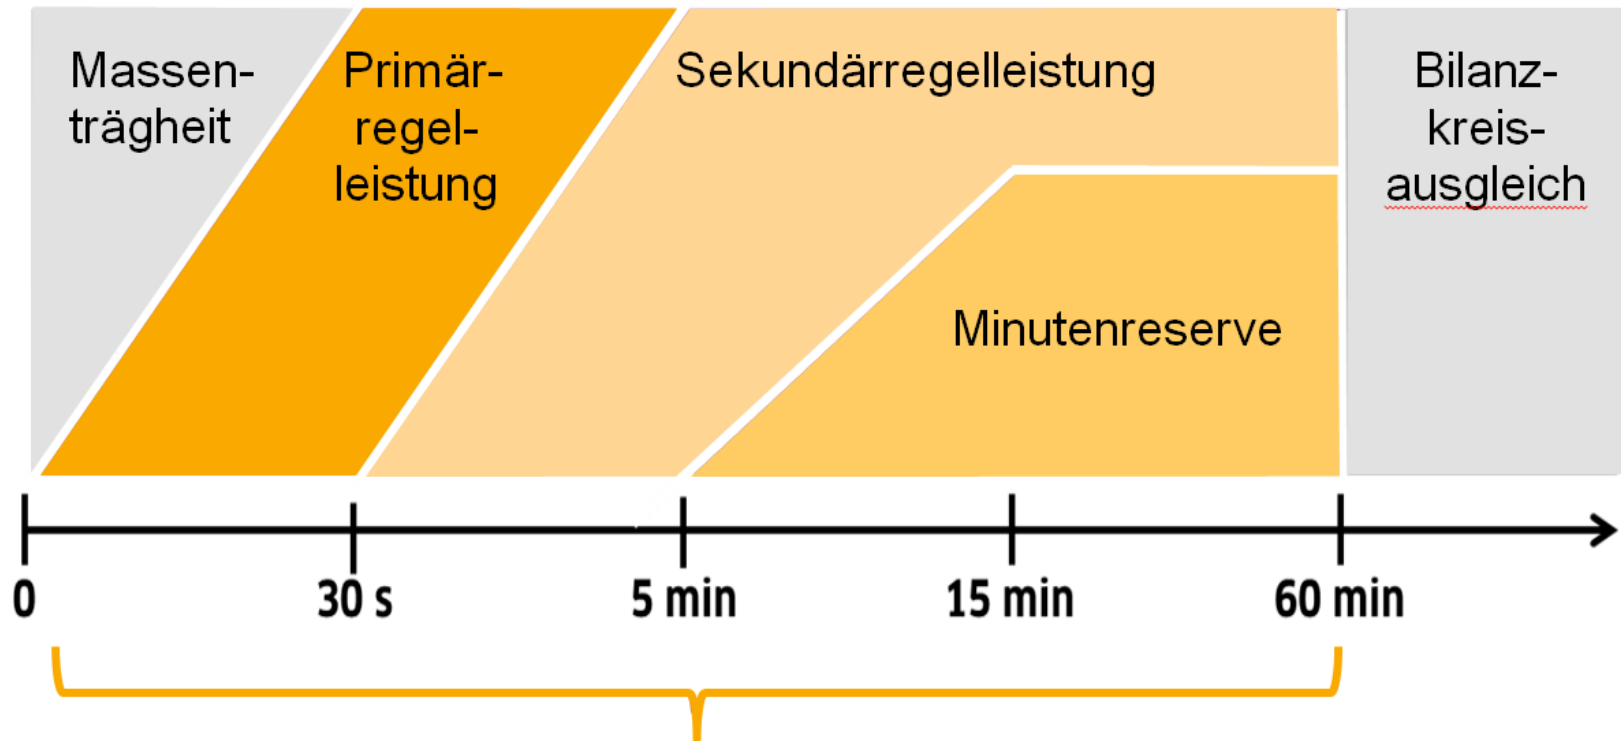 Massen-
trägheit
Primär-
regel-
leistung
Sekundärregelleistung
Bilanz-
kreis-
ausgleich
Minutenreserve
0
30 s
5 min
15 min
60 min